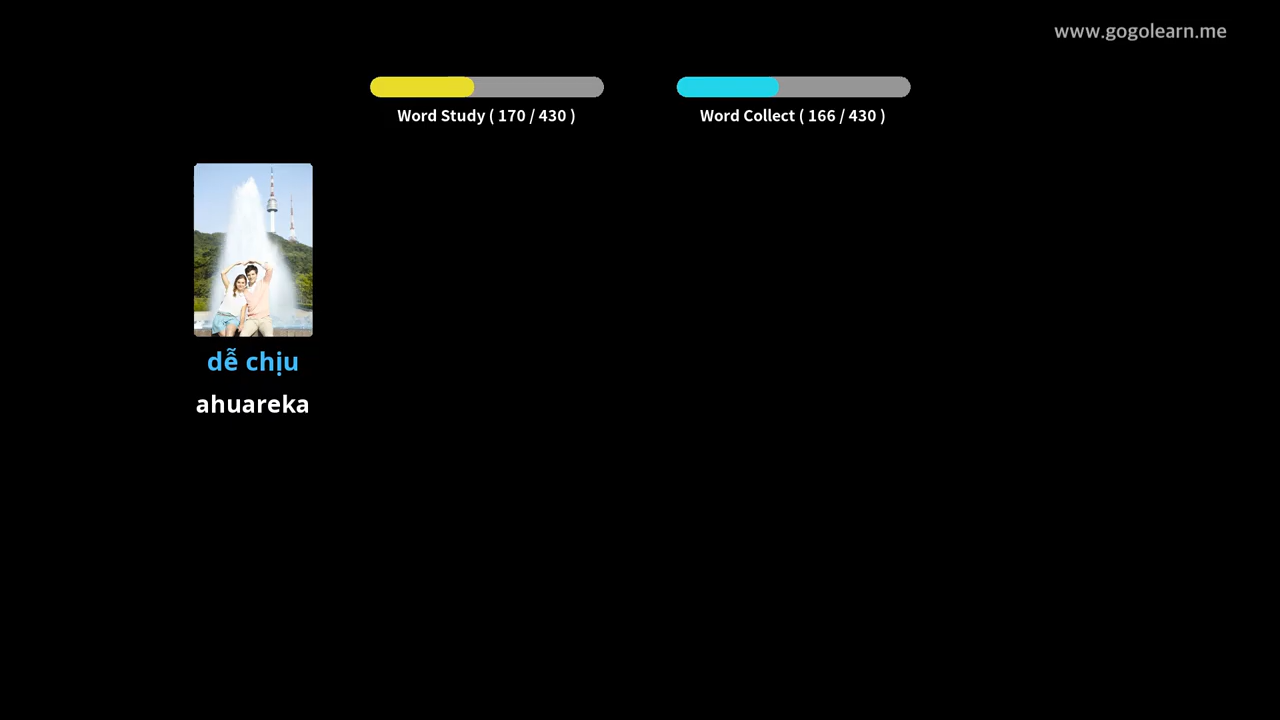 www.gogolearn.me
Word Study ( 170 / 430 )
Word Collect ( 166 / 430 )
dễ chịu
ahuareka